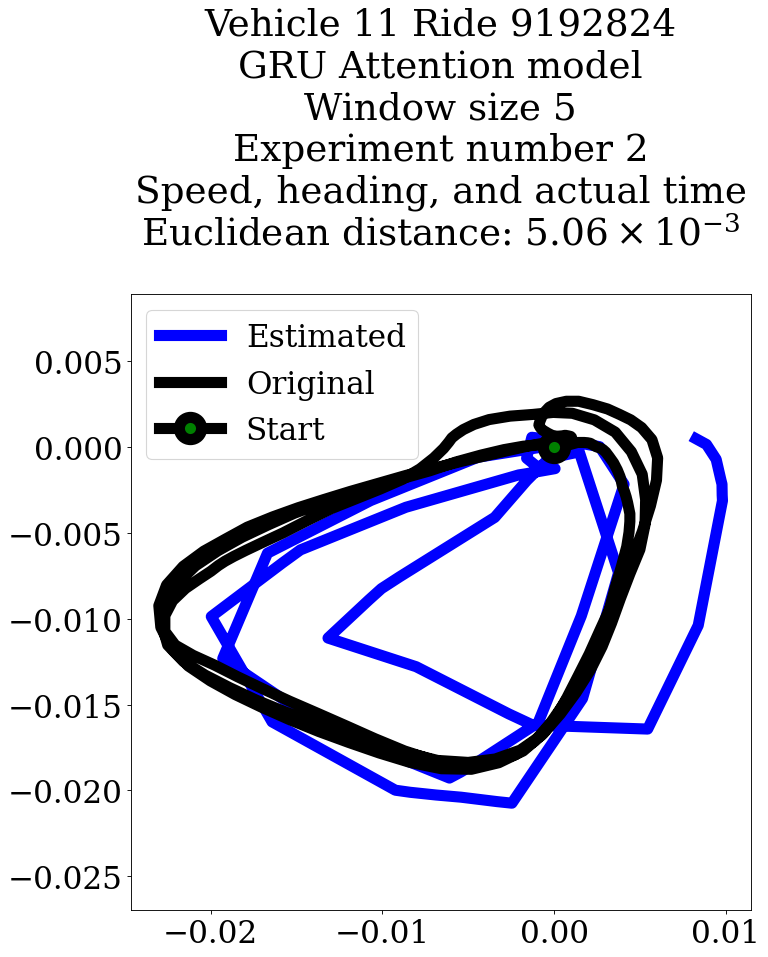 Vehicle 11 Ride 9192824
GRU Attention model
Window size 5
Experiment number 2
Speed, heading, and actual time
Euclidean distance: 5.06 × 10⁻³
Estimated
Original
Start
0.005
0.000
−0.005
−0.010
−0.015
−0.020
−0.025
−0.02 −0.01 0.00 0.01